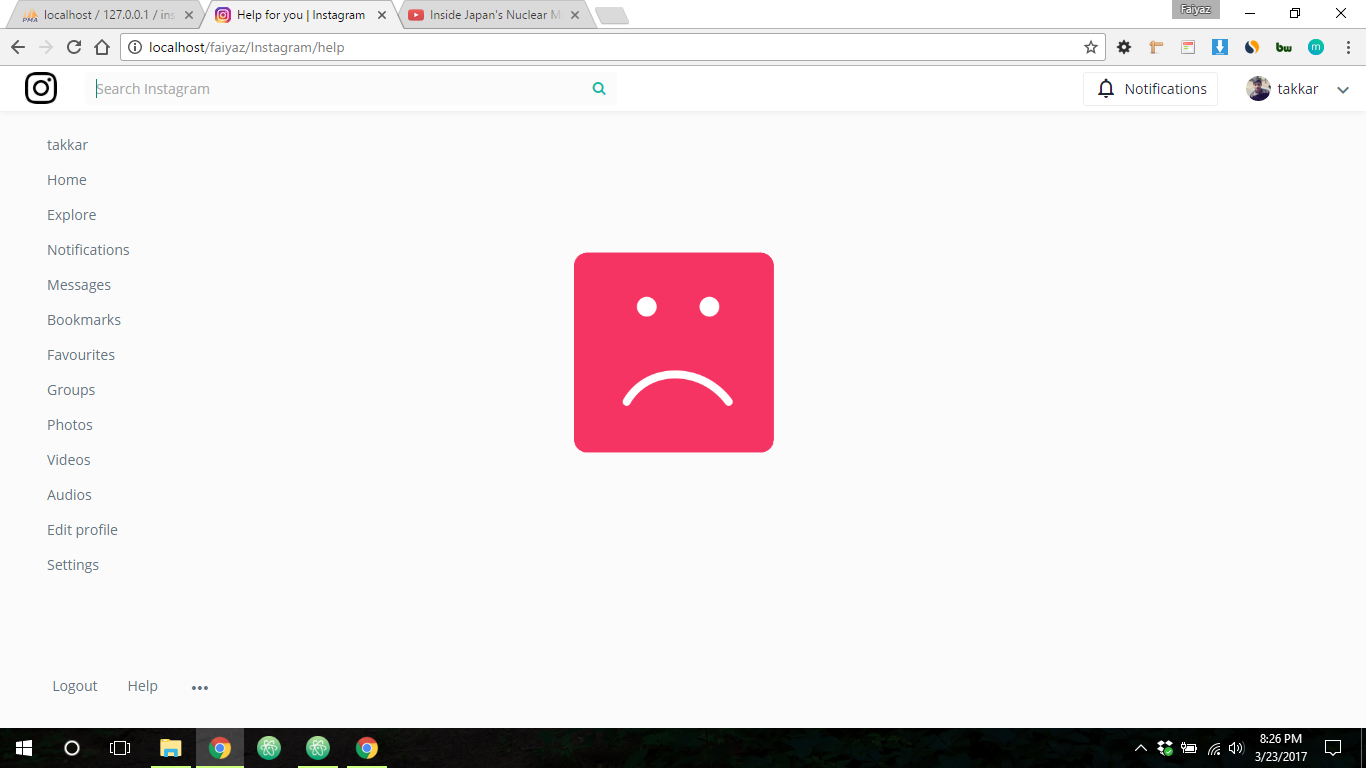 localhost / 127.0.0.1 / ins
Help for you | Instagram
Inside Japan's Nuclear M
Faiyaz
localhost/faiyaz/Instagram/help
bw
m
Search Instagram
Notifications
takkar
takkar
Home
Explore
Notifications
Messages
Bookmarks
Favourites
Groups
Photos
Videos
Audios
Edit profile
Settings
Logout
Help
8:26 PM
3/23/2017
PMA